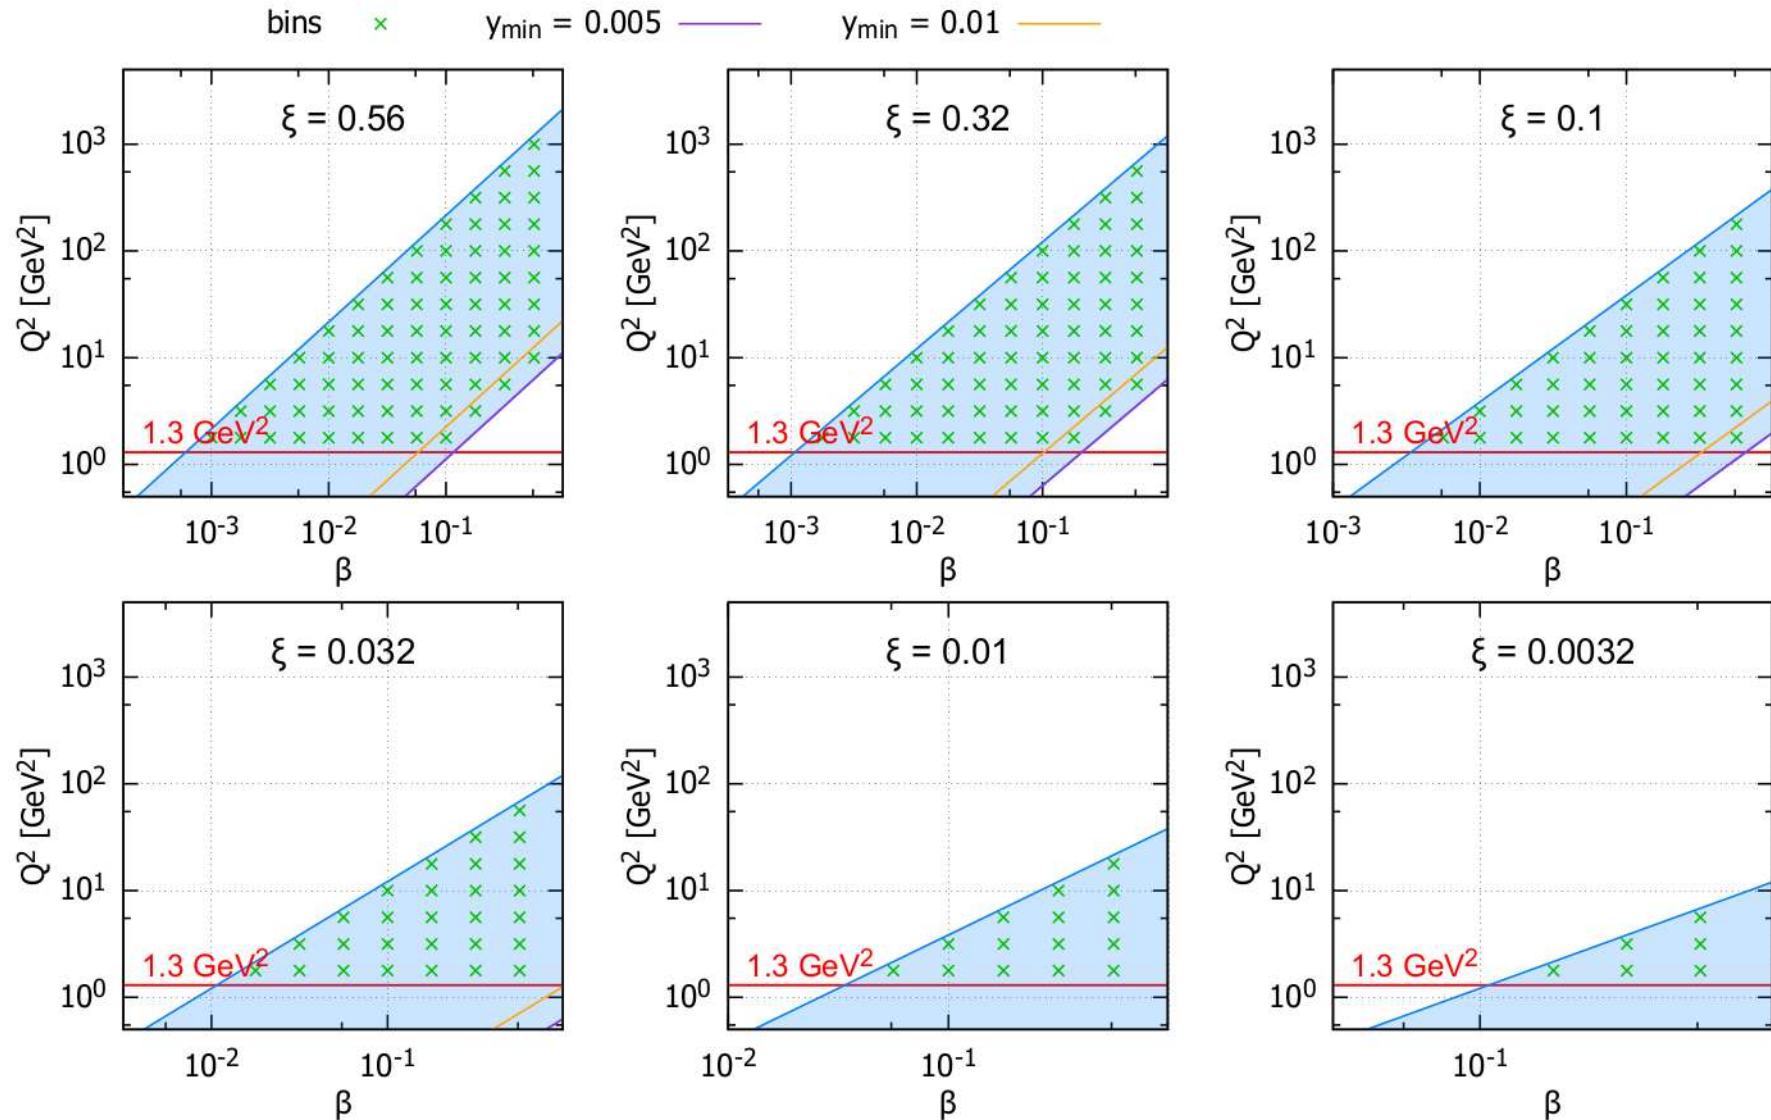 bins y_min = 0.005 y_min = 0.01
ξ = 0.56
10³
10²
10¹
10⁰
Q² [GeV²]
1.3 GeV²
10⁻³ 10⁻² 10⁻¹
β
ξ = 0.32
10³
10²
10¹
10⁰
Q² [GeV²]
1.3 GeV²
10⁻³ 10⁻² 10⁻¹
β
ξ = 0.1
10³
10²
10¹
10⁰
Q² [GeV²]
1.3 GeV²
10⁻³ 10⁻² 10⁻¹
β
ξ = 0.032
10³
10²
10¹
10⁰
Q² [GeV²]
1.3 GeV²
10⁻² 10⁻¹
β
ξ = 0.01
10³
10²
10¹
10⁰
Q² [GeV²]
1.3 GeV²
10⁻² 10⁻¹
β
ξ = 0.0032
10³
10²
10¹
10⁰
Q² [GeV²]
1.3 GeV²
10⁻¹
β